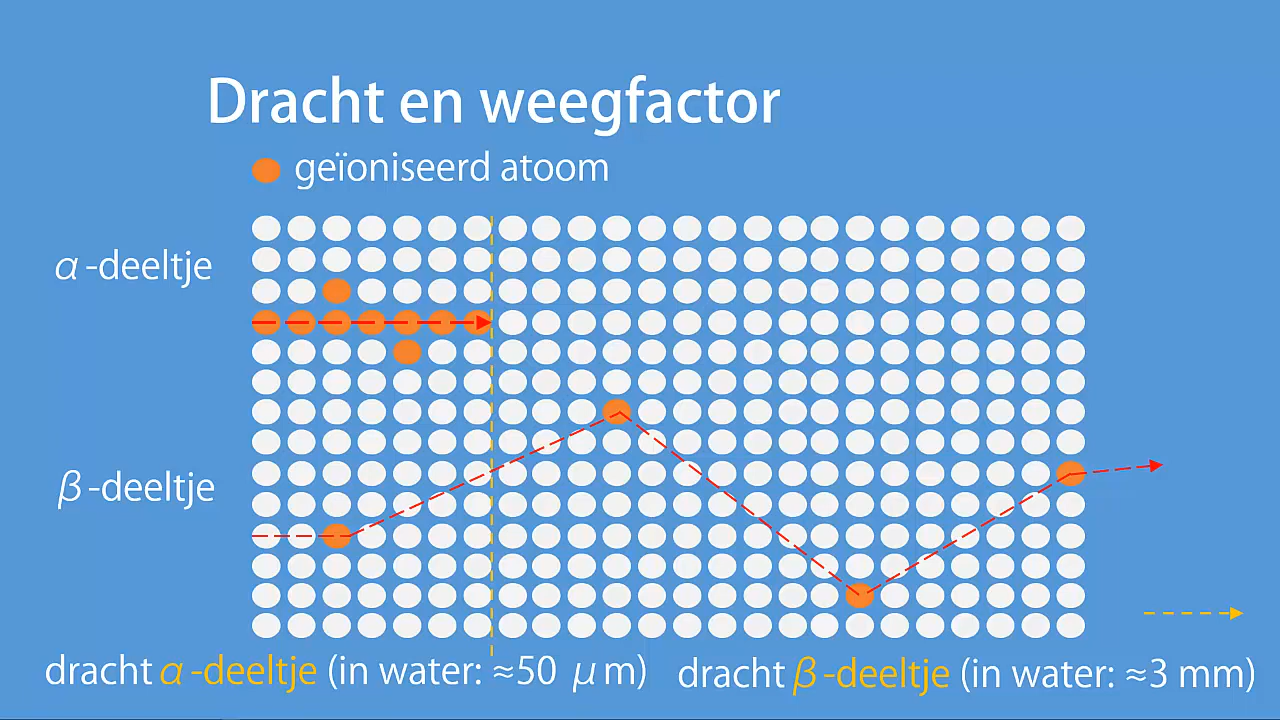 Dracht en weegfactor
geïoniseerd atoom
α-deeltje
β-deeltje
dracht α-deeltje (in water: ≈50 μm)
dracht β-deeltje (in water: ≈3 mm)